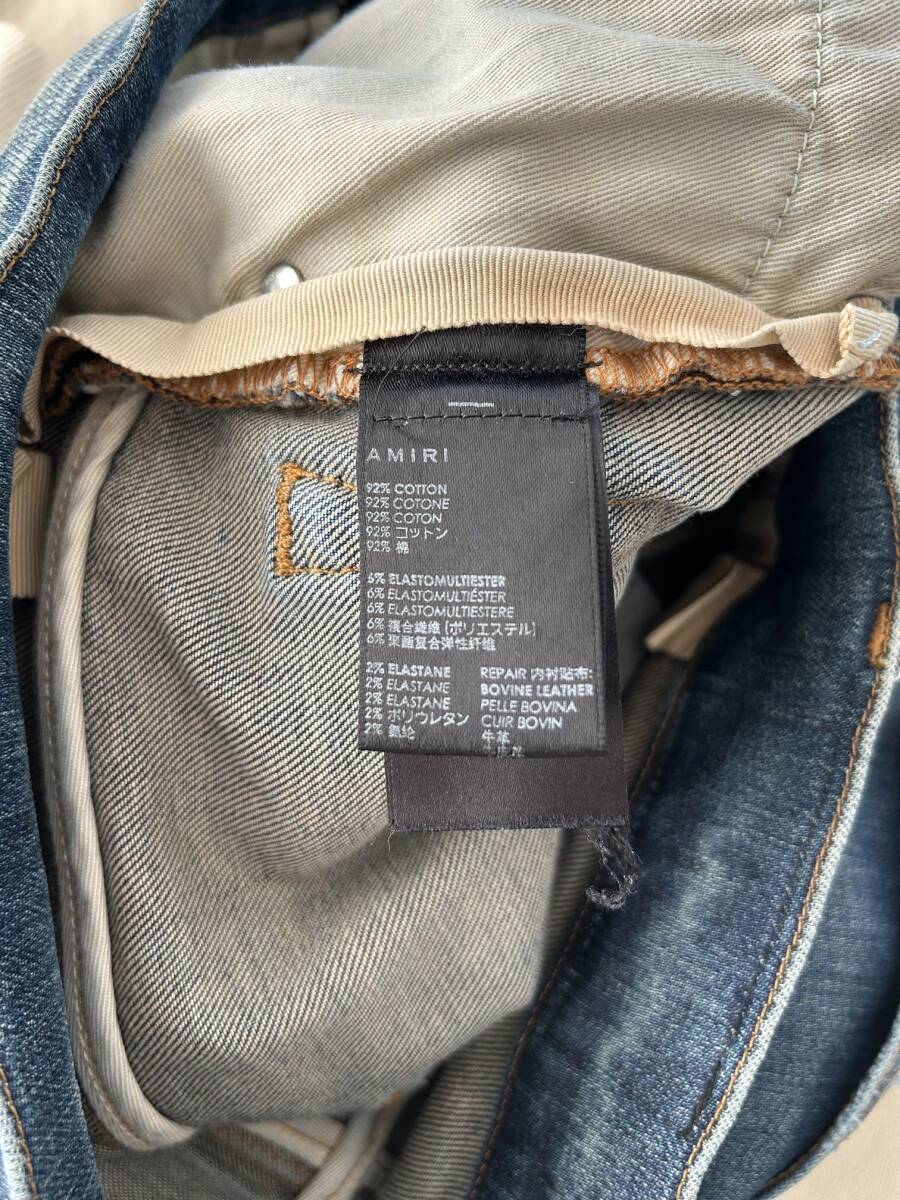 AMIRI
92% COTTON
92% COTONE
92% COTON
92% コットン
92% 棉
6% ELASTOMULTIESTER
6% ELASTOMULTIÉSTER
6% ELASTOMULTIESTERE
6% 複合繊維 (ポリエステル)
6% 聚酯复合弹性纤维
2% ELASTANE
2% ELASTANE
2% ELASTANE
2% ポリウレタン
2% 氨纶
REPAIR 内衬贴布:
BOVINE LEATHER
PELLE BOVINA
CUIR BOVIN
牛革